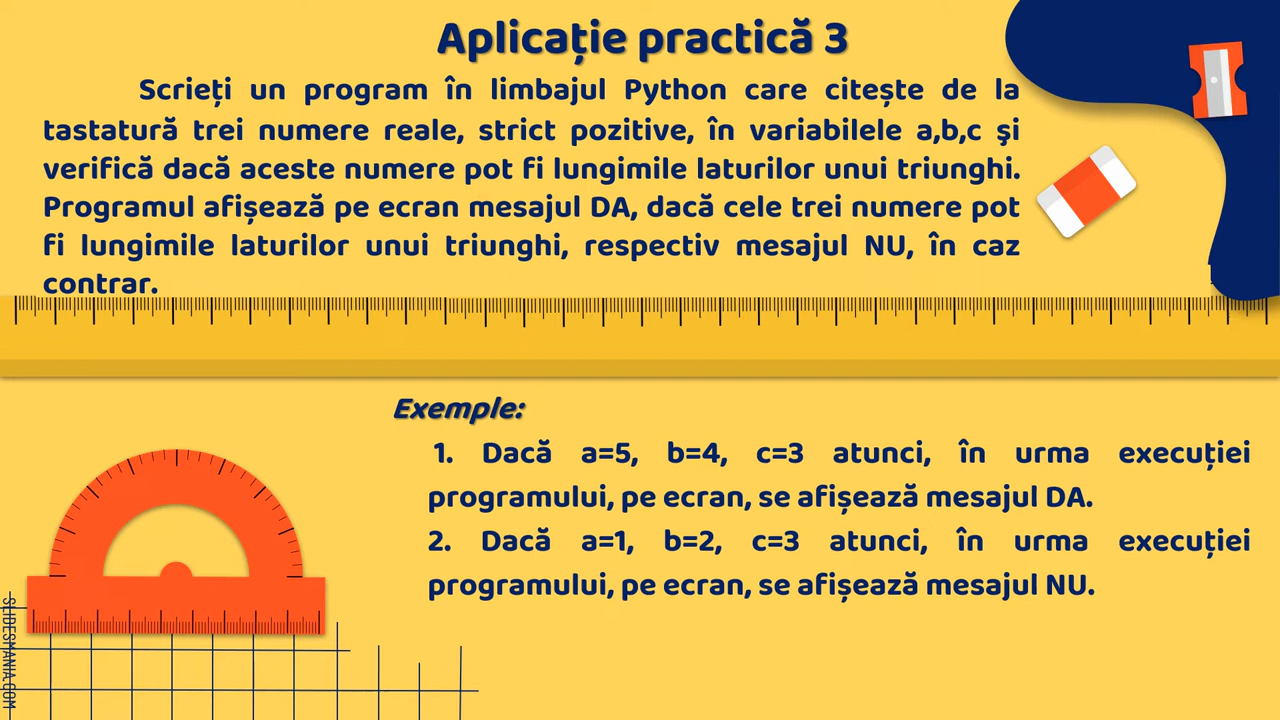 Aplicație practică 3
Scrieți un program în limbajul Python care citește de la
tastatură trei numere reale, strict pozitive, în variabilele a,b,c şi
verifică dacă aceste numere pot fi lungimile laturilor unui triunghi.
Programul afișează pe ecran mesajul DA, dacă cele trei numere pot
fi lungimile laturilor unui triunghi, respectiv mesajul NU, în caz
contrar.
Exemple:
1. Dacă a=5, b=4, c=3 atunci, în urma execuției
programului, pe ecran, se afișează mesajul DA.
2. Dacă a=1, b=2, c=3 atunci, în urma execuției
programului, pe ecran, se afișează mesajul NU.
SLIDESMANIA.COM